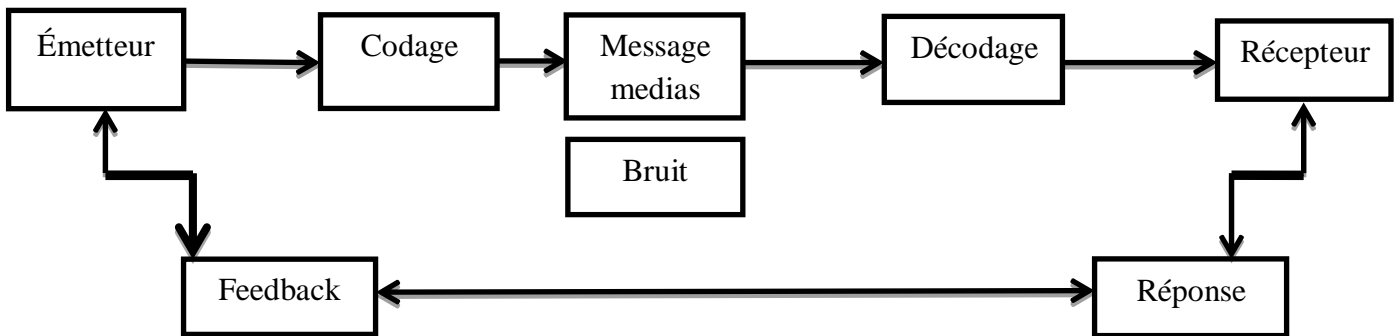 Émetteur
Codage
Message
medias
Décodage
Récepteur
Bruit
Feedback
Réponse